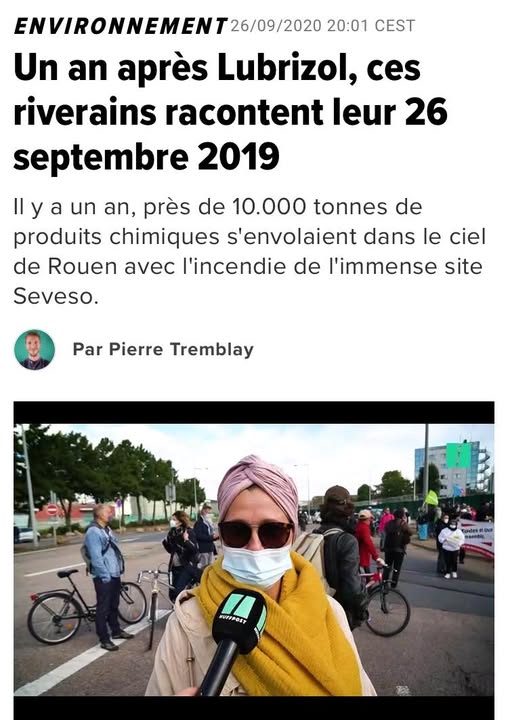 ENVIRONNEMENT 26/09/2020 20:01 CEST
Un an après Lubrizol, ces
riverains racontent leur 26
septembre 2019
Il y a un an, près de 10.000 tonnes de
produits chimiques s'envolaient dans le ciel
de Rouen avec l'incendie de l'immense site
Seveso.
Par Pierre Tremblay
HUFFPOST